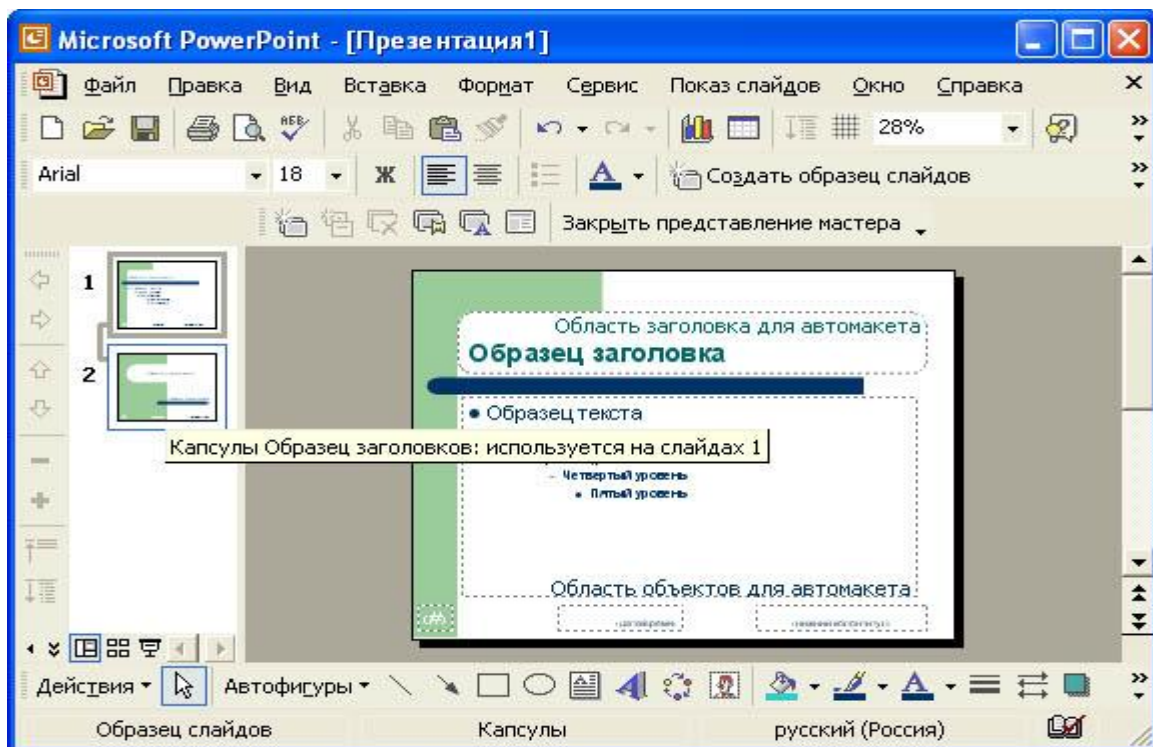 Microsoft PowerPoint - [Презентация1]
Файл Правка Вид Вставка Формат Сервис Показ слайдов Окно Справка
28%
Arial 18 Ж А Создать образец слайдов
Закрыть представление мастера
1
2
Область заголовка для автомакета
Образец заголовка
Образец текста
Капсулы Образец заголовков: используется на слайдах 1
Четвертый уровень
Пятый уровень
Область объектов для автомакета
Действия Автофигуры
Образец слайдов Капсулы русский (Россия)